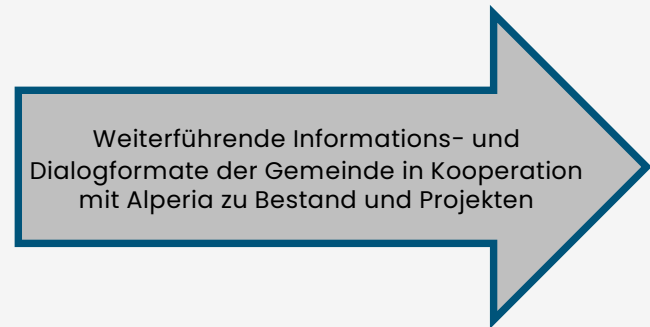 Weiterführende Informations- und
Dialogformate der Gemeinde in Kooperation
mit Alperia zu Bestand und Projekten